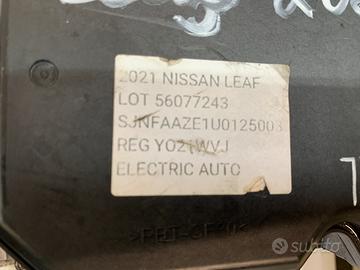 2021 NISSAN LEAF
LOT 56077243
SJNFAAZE1U0125003
REG YO21WVJ
ELECTRIC AUTO
subito